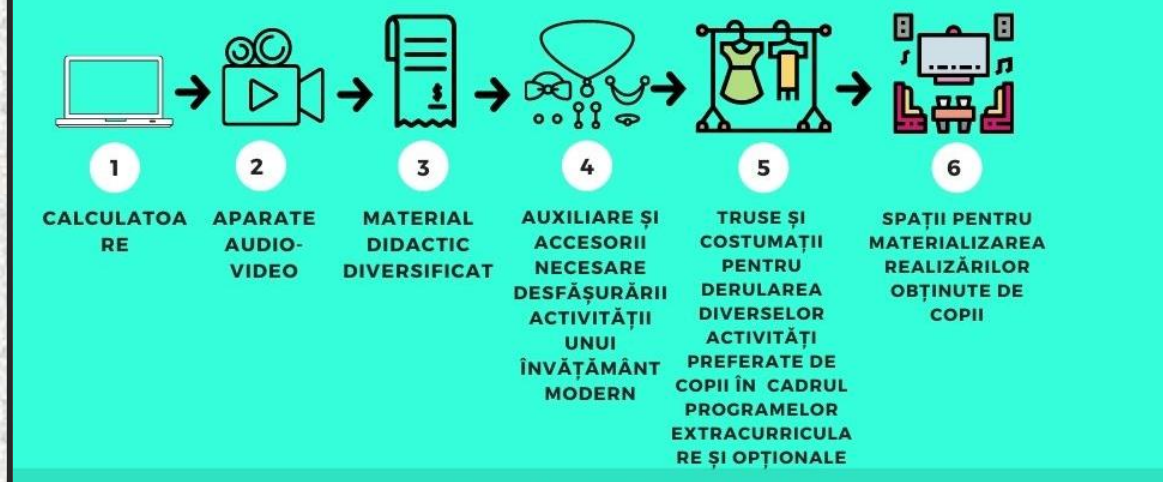 1
CALCULATOA
RE
2
APARATE
AUDIO-
VIDEO
$
3
MATERIAL
DIDACTIC
DIVERSIFICAT
4
AUXILIARE ȘI
ACCESORII
NECESARE
DESFĂȘURĂRII
ACTIVITĂȚII
UNUI
ÎNVĂȚĂMÂNT
MODERN
5
TRUSE ȘI
COSTUMAȚII
PENTRU
DERULAREA
DIVERSELOR
ACTIVITĂȚI
PREFERATE DE
COPII ÎN CADRUL
PROGRAMELOR
EXTRACURRICULA
RE ȘI OPȚIONALE
6
SPAȚII PENTRU
MATERIALIZAREA
REALIZĂRILOR
OBȚINUTE DE
COPII